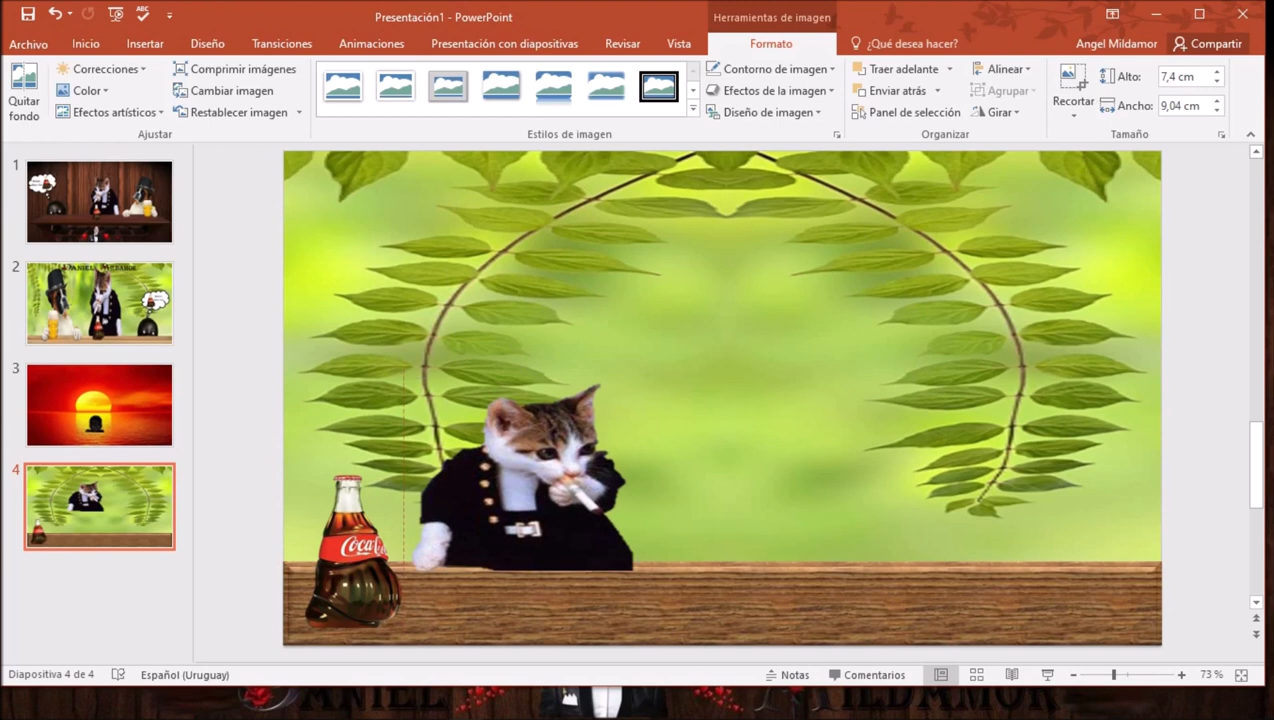 ABC
Presentación1 - PowerPoint
Herramientas de imagen
Archivo Inicio Insertar Diseño Transiciones Animaciones Presentación con diapositivas Revisar Vista Formato ¿Qué desea hacer? Angel Mildamor Compartir
Quitar fondo
Correcciones
Color
Efectos artísticos
Comprimir imágenes
Cambiar imagen
Restablecer imagen
Ajustar
Estilos de imagen
Contorno de imagen
Efectos de la imagen
Diseño de imagen
Traer adelante
Enviar atrás
Panel de selección
Alinear
Agrupar
Girar
Organizar
Recortar
Alto: 7,4 cm
Ancho: 9,04 cm
Tamaño
1
2
DANIEL MILDAMOR
3
4
Coca-C
Diapositiva 4 de 4 Español (Uruguay) Notas Comentarios 73 %